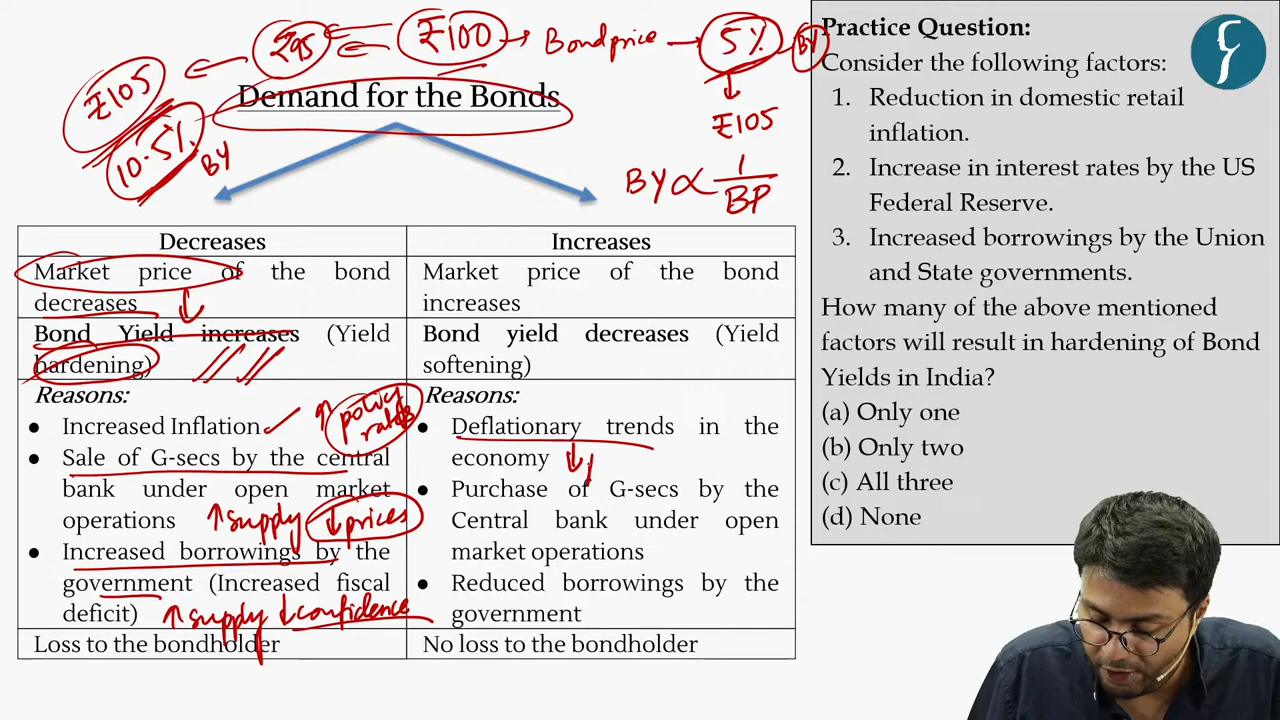 ₹95 ₹100 → Bond price → 5% BY
₹105
Demand for the Bonds
₹105
10.5% BY
BY ∝ 1/BP
Decreases
Market price of the bond
decreases
Bond Yield increases (Yield
hardening)
Reasons:
● Increased Inflation ✓
↑ policy rates
● Sale of G-secs by the central
bank under open market
operations ↑ supply ↓ prices
● Increased borrowings by the
government (Increased fiscal
deficit) ↑ supply ↓ confidence
Loss to the bondholder
Increases
Market price of the bond
increases
Bond yield decreases (Yield
softening)
Reasons:
● Deflationary trends in the
economy ↓
● Purchase of G-secs by the
Central bank under open
market operations
● Reduced borrowings by the
government
No loss to the bondholder
Practice Question:
Consider the following factors:
1. Reduction in domestic retail
inflation.
2. Increase in interest rates by the US
Federal Reserve.
3. Increased borrowings by the Union
and State governments.
How many of the above mentioned
factors will result in hardening of Bond
Yields in India?
(a) Only one
(b) Only two
(c) All three
(d) None